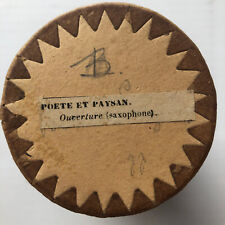 B.
POETE ET PAYSAN.
Ouverture (saxophone).